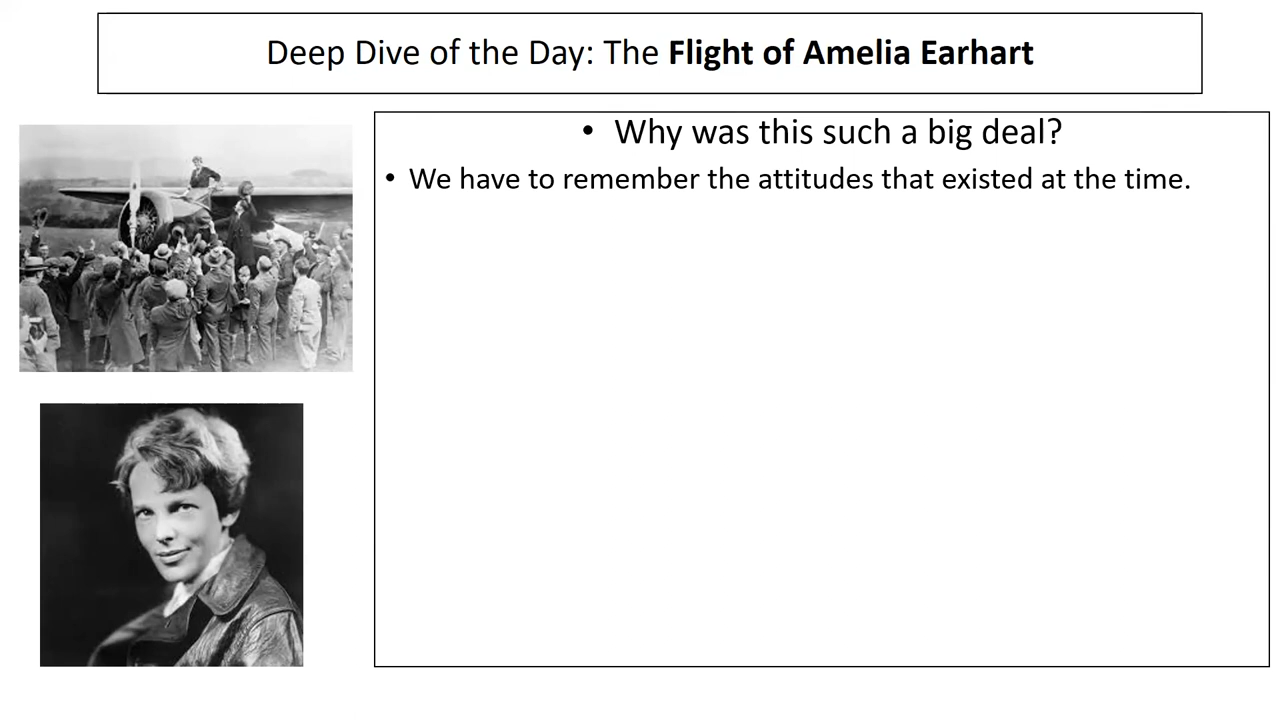 Deep Dive of the Day: The Flight of Amelia Earhart
• Why was this such a big deal?
• We have to remember the attitudes that existed at the time.